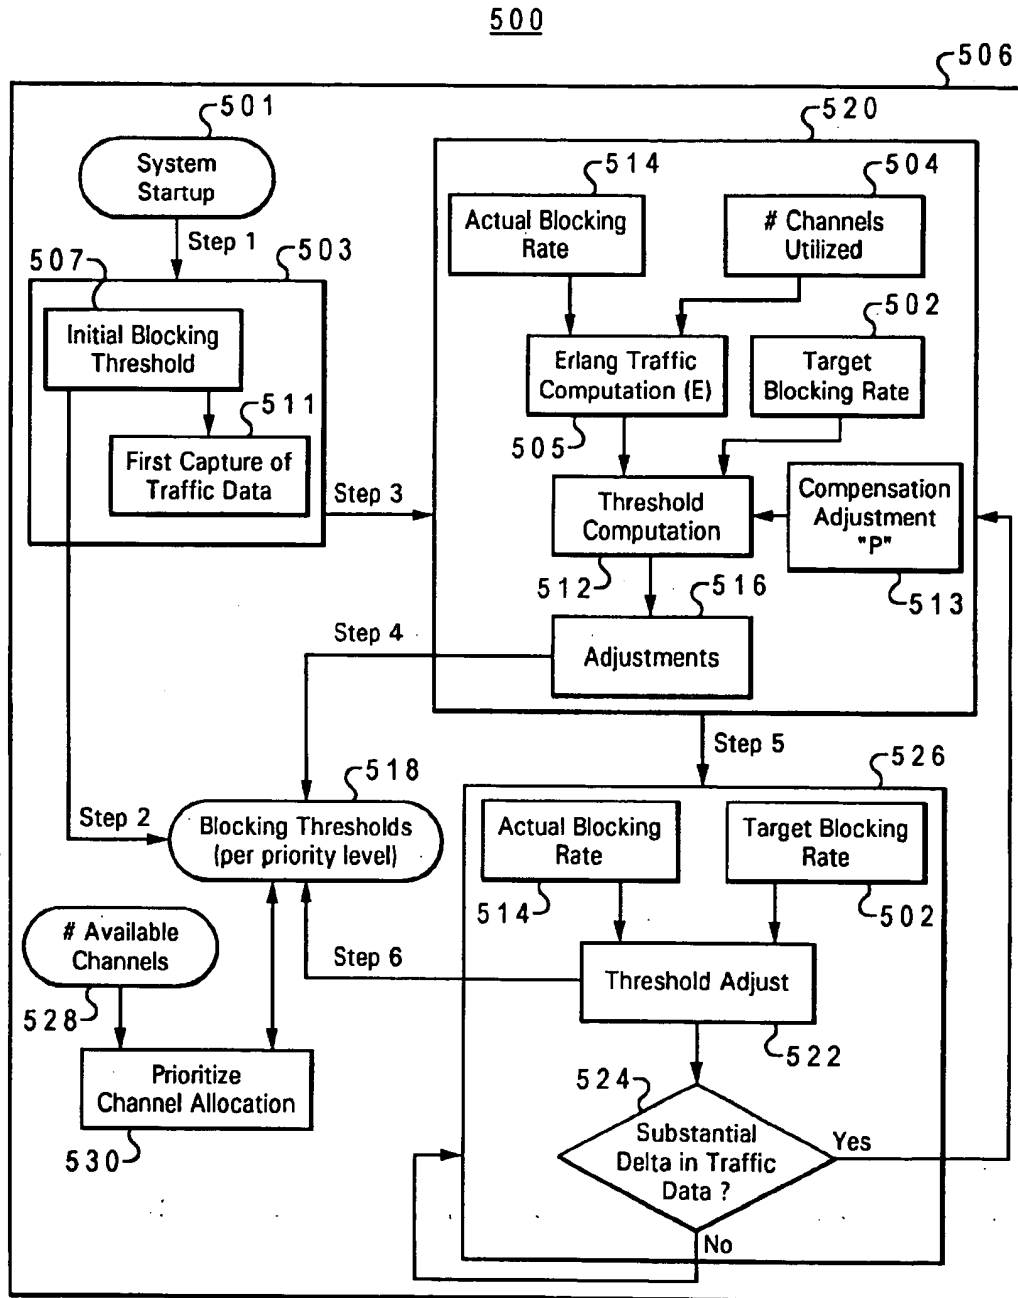 500
506
501
System
Startup
Step 1
507
503
Initial Blocking
Threshold
511
First Capture of
Traffic Data
Step 3
520
514
504
Actual Blocking
Rate
# Channels
Utilized
502
Erlang Traffic
Computation (E)
Target
Blocking Rate
505
Threshold
Computation
Compensation
Adjustment
"P"
512
516
513
Step 4
Adjustments
Step 5
526
518
Step 2
Blocking Thresholds
(per priority level)
Actual Blocking
Rate
Target Blocking
Rate
514
502
# Available
Channels
Step 6
Threshold Adjust
528
522
Prioritize
Channel Allocation
530
524
Substantial
Delta in Traffic
Data ?
Yes
No